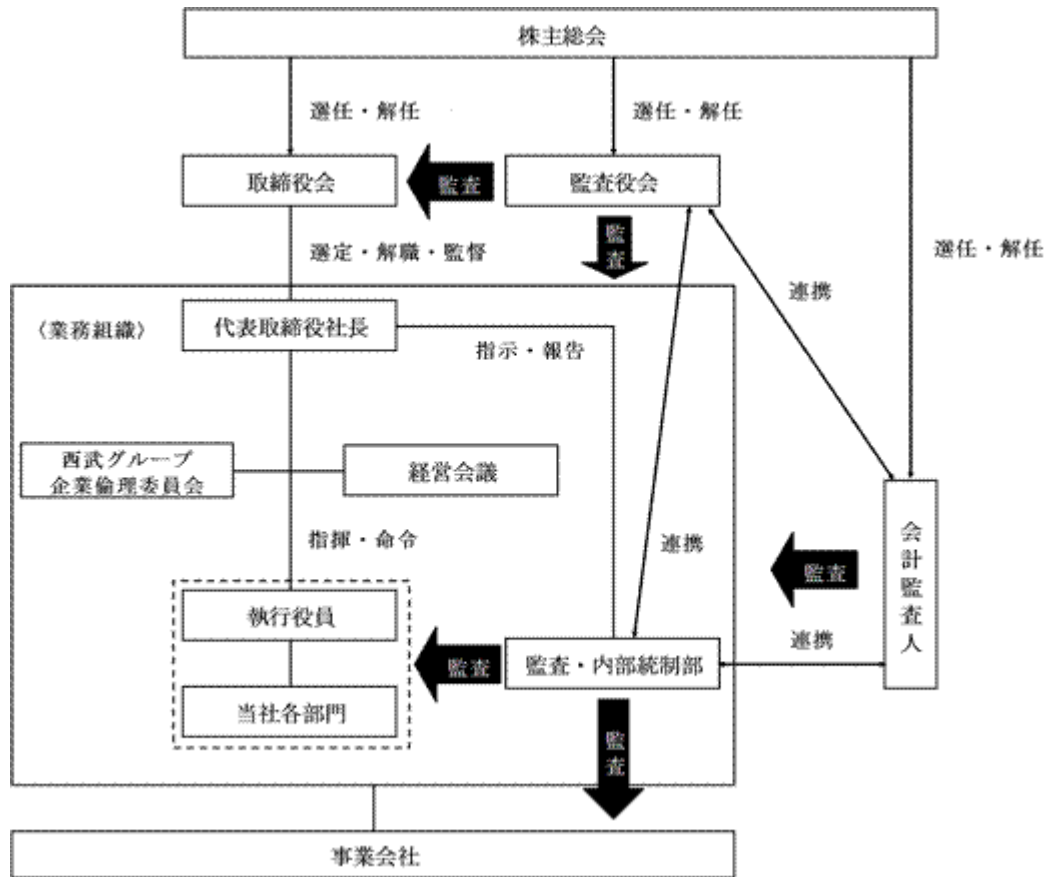 株主総会
選任・解任
選任・解任
取締役会
監査
監査役会
選定・解職・監督
監査
選任・解任
連携
〈業務組織〉
代表取締役社長
指示・報告
西武グループ
企業倫理委員会
経営会議
指揮・命令
連携
会計監査人
監査
執行役員
連携
監査
監査・内部統制部
当社各部門
監査
事業会社